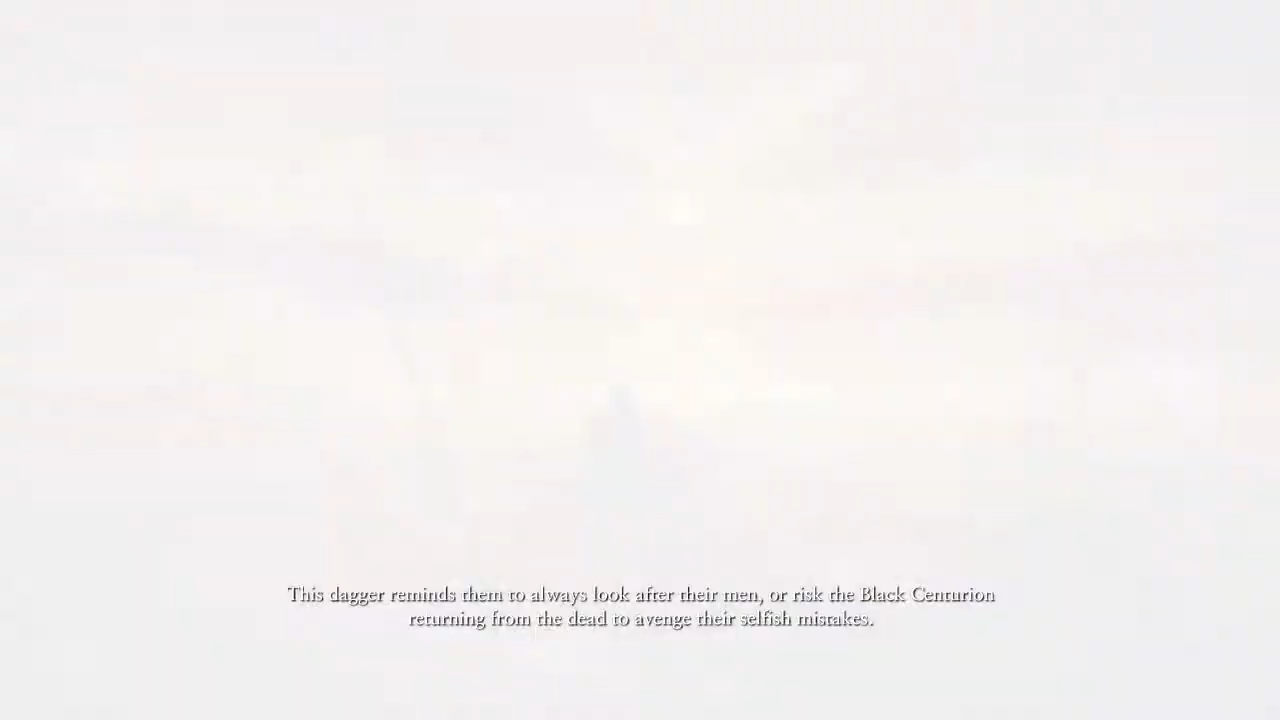 This dagger reminds them to always look after their men, or risk the Black Centurion
returning from the dead to avenge their selfish mistakes.